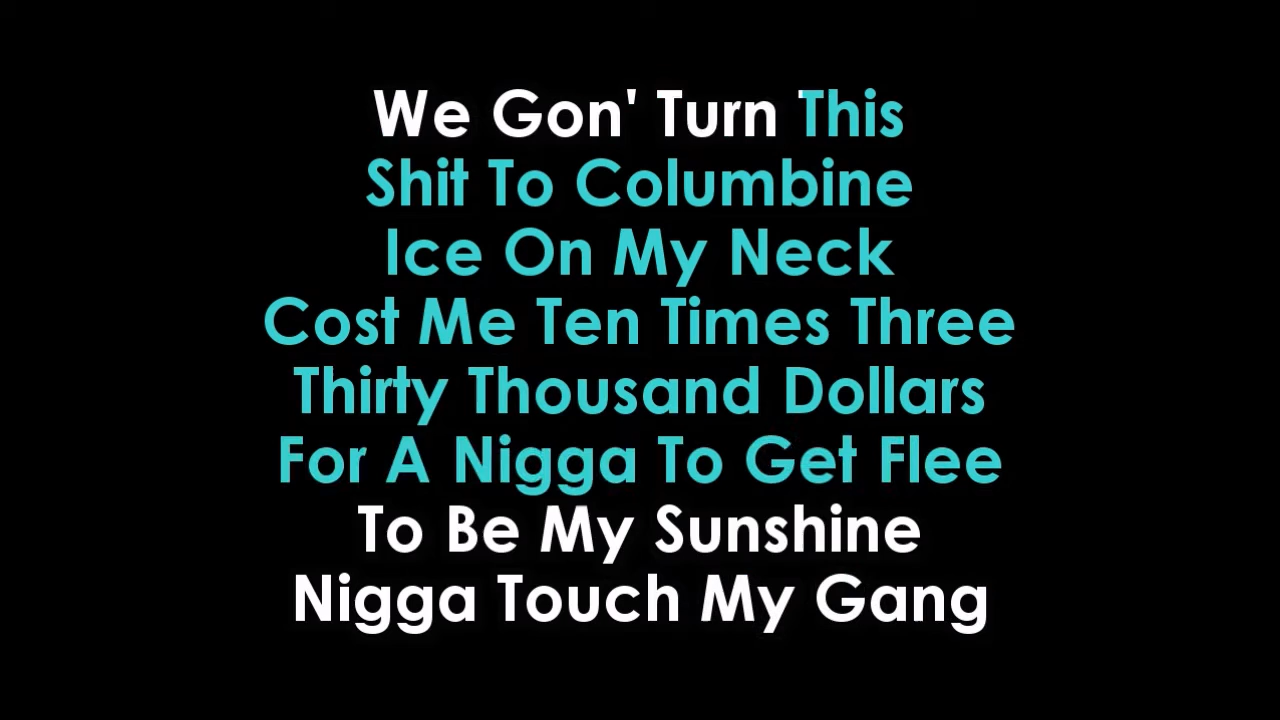 We Gon' Turn This
Shit To Columbine
Ice On My Neck
Cost Me Ten Times Three
Thirty Thousand Dollars
For A Nigga To Get Flee
To Be My Sunshine
Nigga Touch My Gang